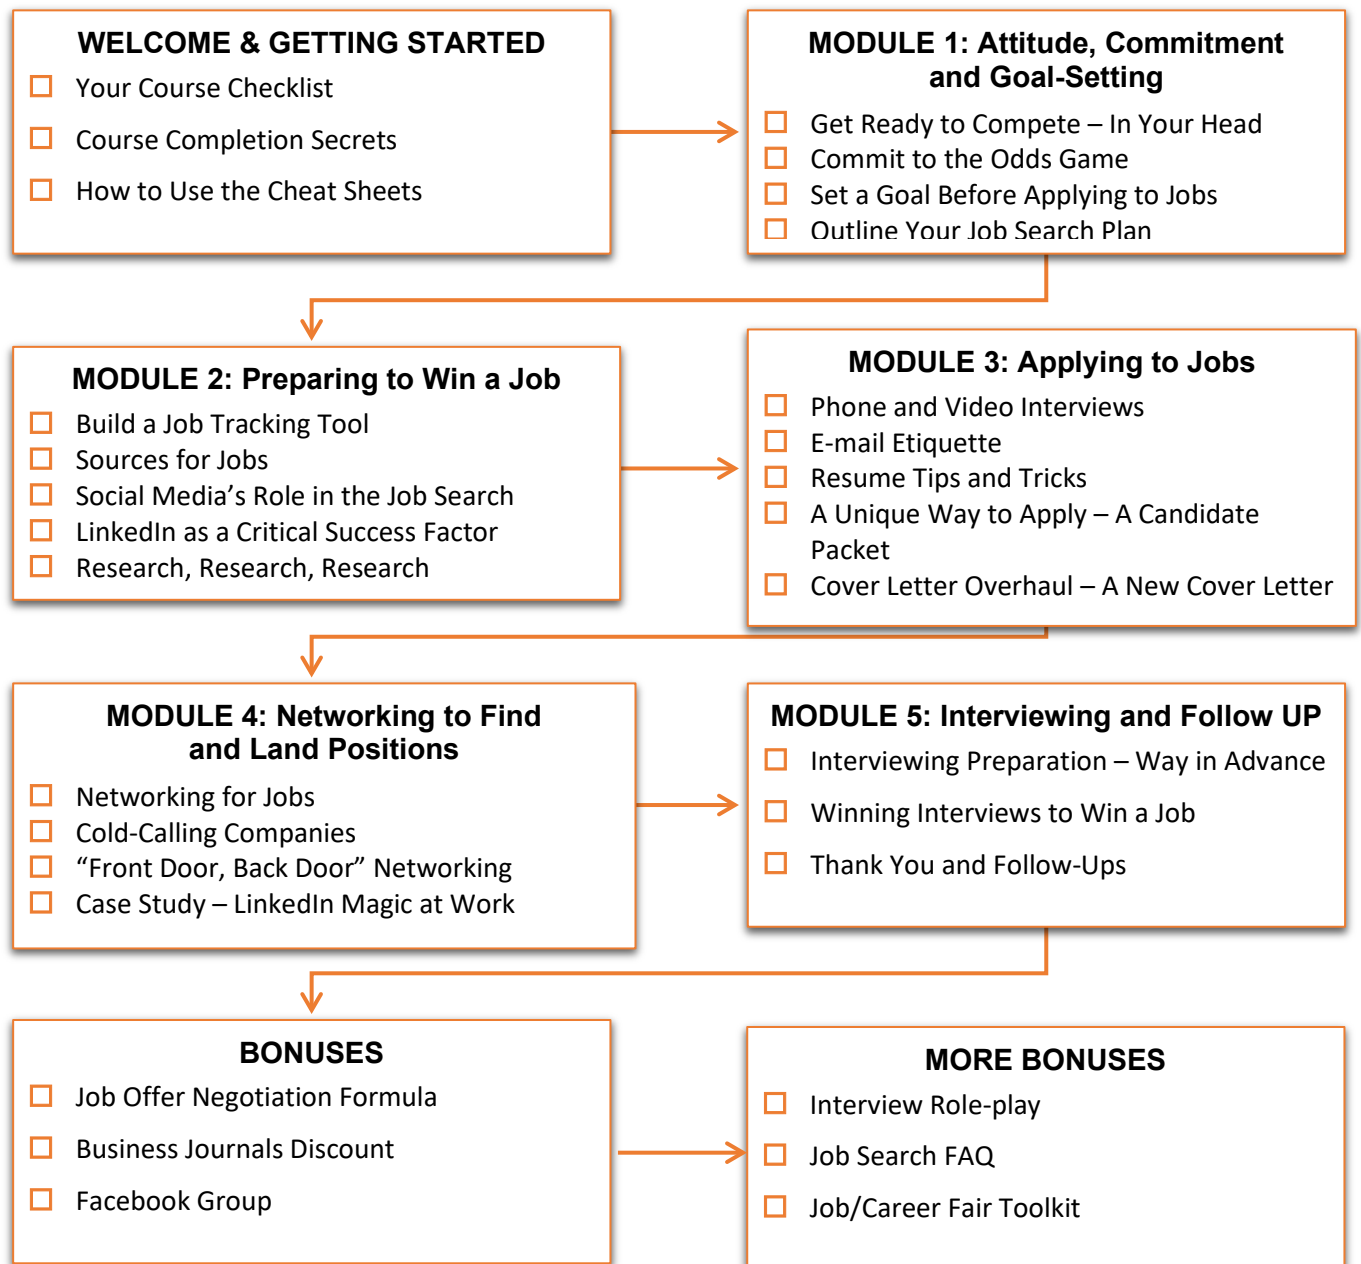 WELCOME & GETTING STARTED
Your Course Checklist
Course Completion Secrets
How to Use the Cheat Sheets
MODULE 1: Attitude, Commitment
and Goal-Setting
Get Ready to Compete – In Your Head
Commit to the Odds Game
Set a Goal Before Applying to Jobs
Outline Your Job Search Plan
MODULE 2: Preparing to Win a Job
Build a Job Tracking Tool
Sources for Jobs
Social Media’s Role in the Job Search
LinkedIn as a Critical Success Factor
Research, Research, Research
MODULE 3: Applying to Jobs
Phone and Video Interviews
E-mail Etiquette
Resume Tips and Tricks
A Unique Way to Apply – A Candidate
Packet
Cover Letter Overhaul – A New Cover Letter
MODULE 4: Networking to Find
and Land Positions
Networking for Jobs
Cold-Calling Companies
“Front Door, Back Door” Networking
Case Study – LinkedIn Magic at Work
MODULE 5: Interviewing and Follow UP
Interviewing Preparation – Way in Advance
Winning Interviews to Win a Job
Thank You and Follow-Ups
BONUSES
Job Offer Negotiation Formula
Business Journals Discount
Facebook Group
MORE BONUSES
Interview Role-play
Job Search FAQ
Job/Career Fair Toolkit